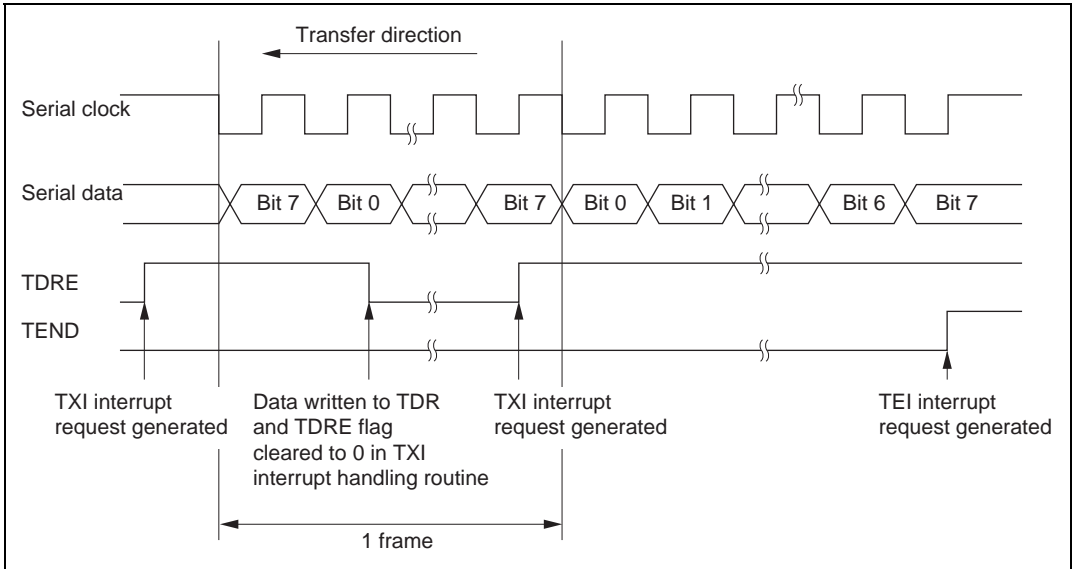 Transfer direction
Serial clock
Serial data
Bit 7 Bit 0 Bit 7 Bit 0 Bit 1 Bit 6 Bit 7
TDRE
TEND
TXI interrupt
request generated
Data written to TDR
and TDRE flag
cleared to 0 in TXI
interrupt handling routine
TXI interrupt
request generated
TEI interrupt
request generated
1 frame